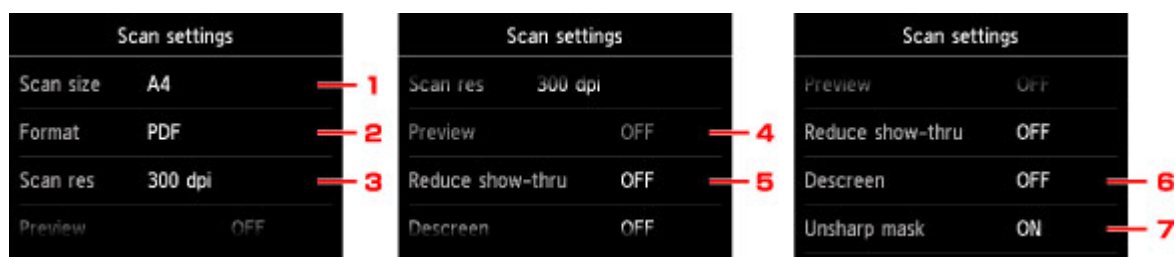 Scan settings
Scan size A4 1
Format PDF 2
Scan res 300 dpi 3
Preview OFF
Scan settings
Scan res 300 dpi
Preview OFF 4
Reduce show-thru OFF 5
Descreen OFF
Scan settings
Preview OFF
Reduce show-thru OFF
Descreen OFF 6
Unsharp mask ON 7